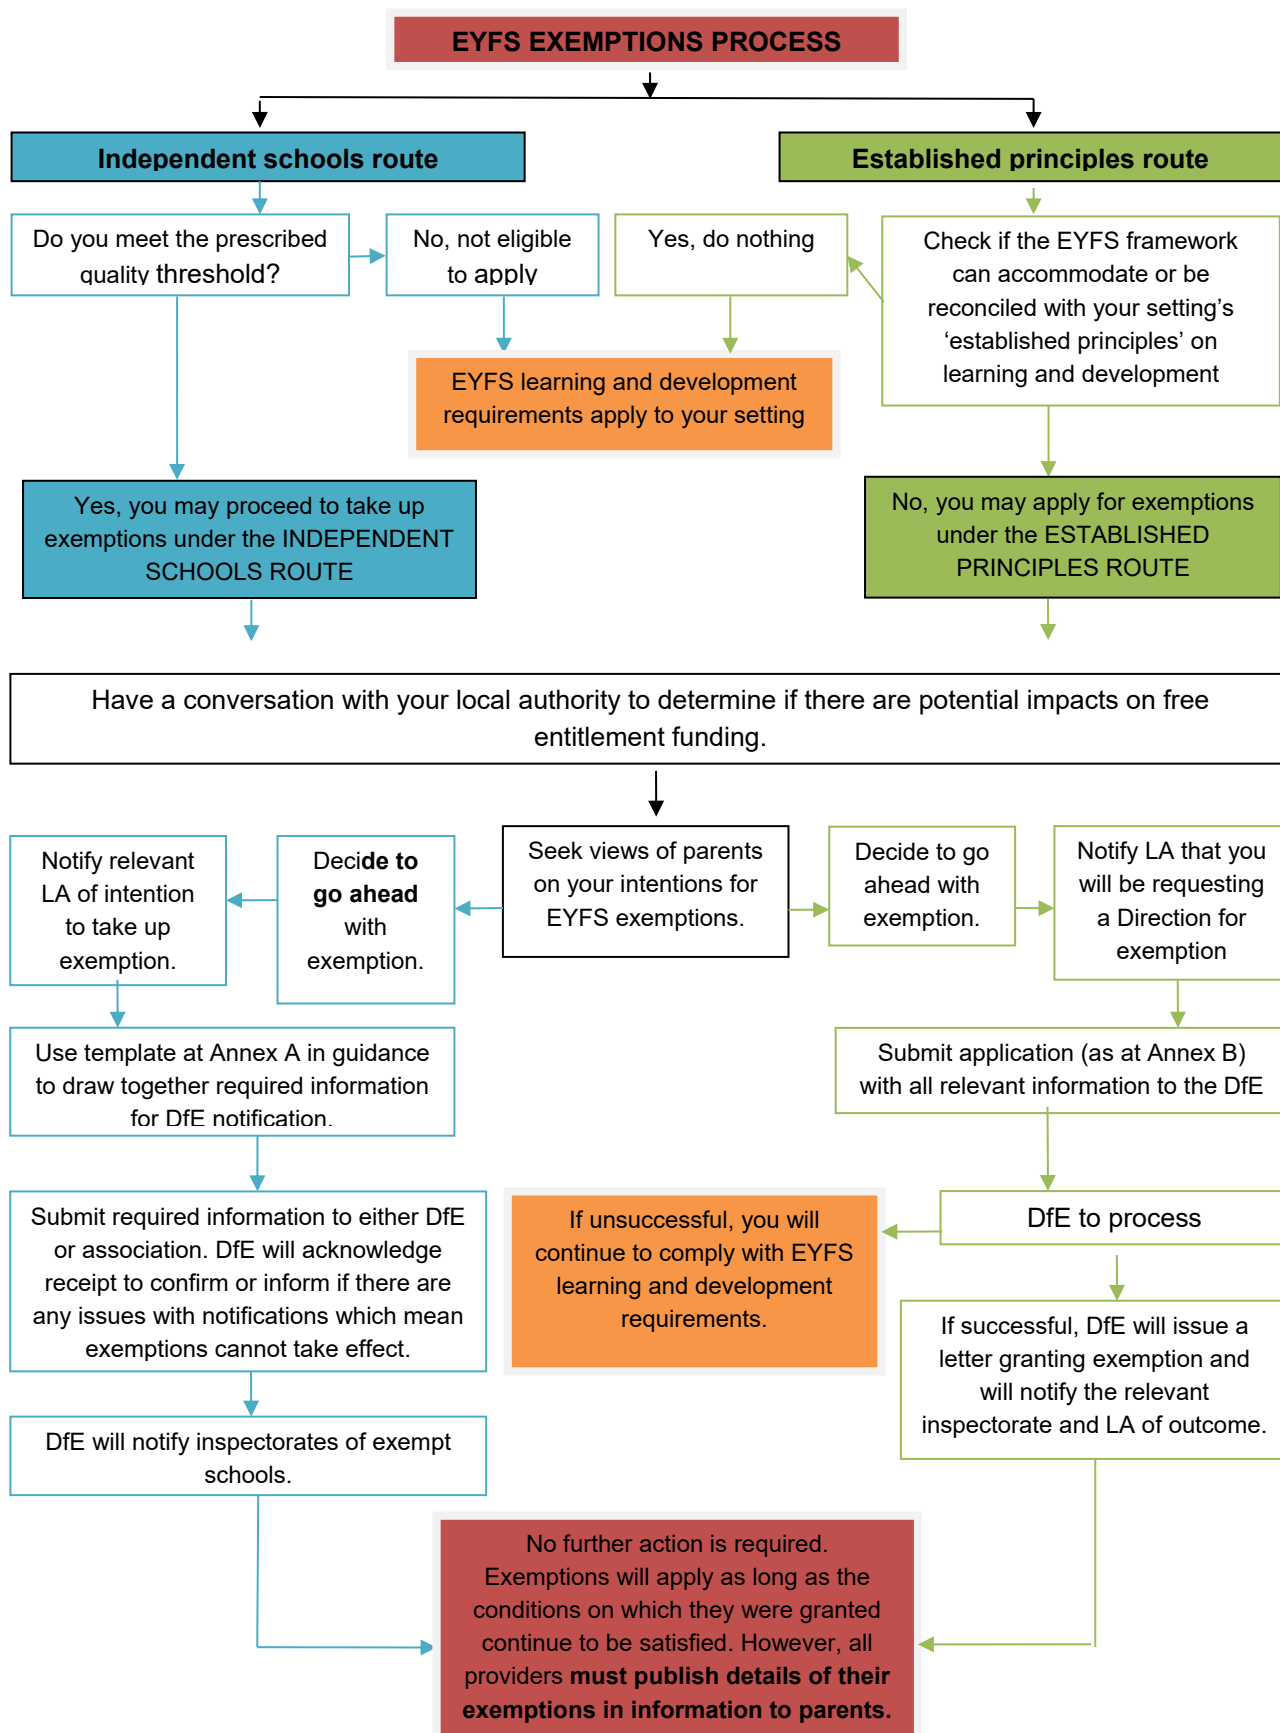 EYFS EXEMPTIONS PROCESS
Independent schools route
Established principles route
Do you meet the prescribed
quality threshold?
No, not eligible
to apply
Yes, do nothing
Check if the EYFS framework
can accommodate or be
reconciled with your setting's
'established principles' on
learning and development
EYFS learning and development
requirements apply to your setting
Yes, you may proceed to take up
exemptions under the INDEPENDENT
SCHOOLS ROUTE
No, you may apply for exemptions
under the ESTABLISHED
PRINCIPLES ROUTE
Have a conversation with your local authority to determine if there are potential impacts on free
entitlement funding.
Notify relevant
LA of intention
to take up
exemption.
Decide to
go ahead
with
exemption.
Seek views of parents
on your intentions for
EYFS exemptions.
Decide to go
ahead with
exemption.
Notify LA that you
will be requesting
a Direction for
exemption
Use template at Annex A in guidance
to draw together required information
for DfE notification.
Submit application (as at Annex B)
with all relevant information to the DfE
Submit required information to either DfE
or association. DfE will acknowledge
receipt to confirm or inform if there are
any issues with notifications which mean
exemptions cannot take effect.
If unsuccessful, you will
continue to comply with EYFS
learning and development
requirements.
DfE to process
If successful, DfE will issue a
letter granting exemption and
will notify the relevant
inspectorate and LA of outcome.
DfE will notify inspectorates of exempt
schools.
No further action is required.
Exemptions will apply as long as the
conditions on which they were granted
continue to be satisfied. However, all
providers must publish details of their
exemptions in information to parents.